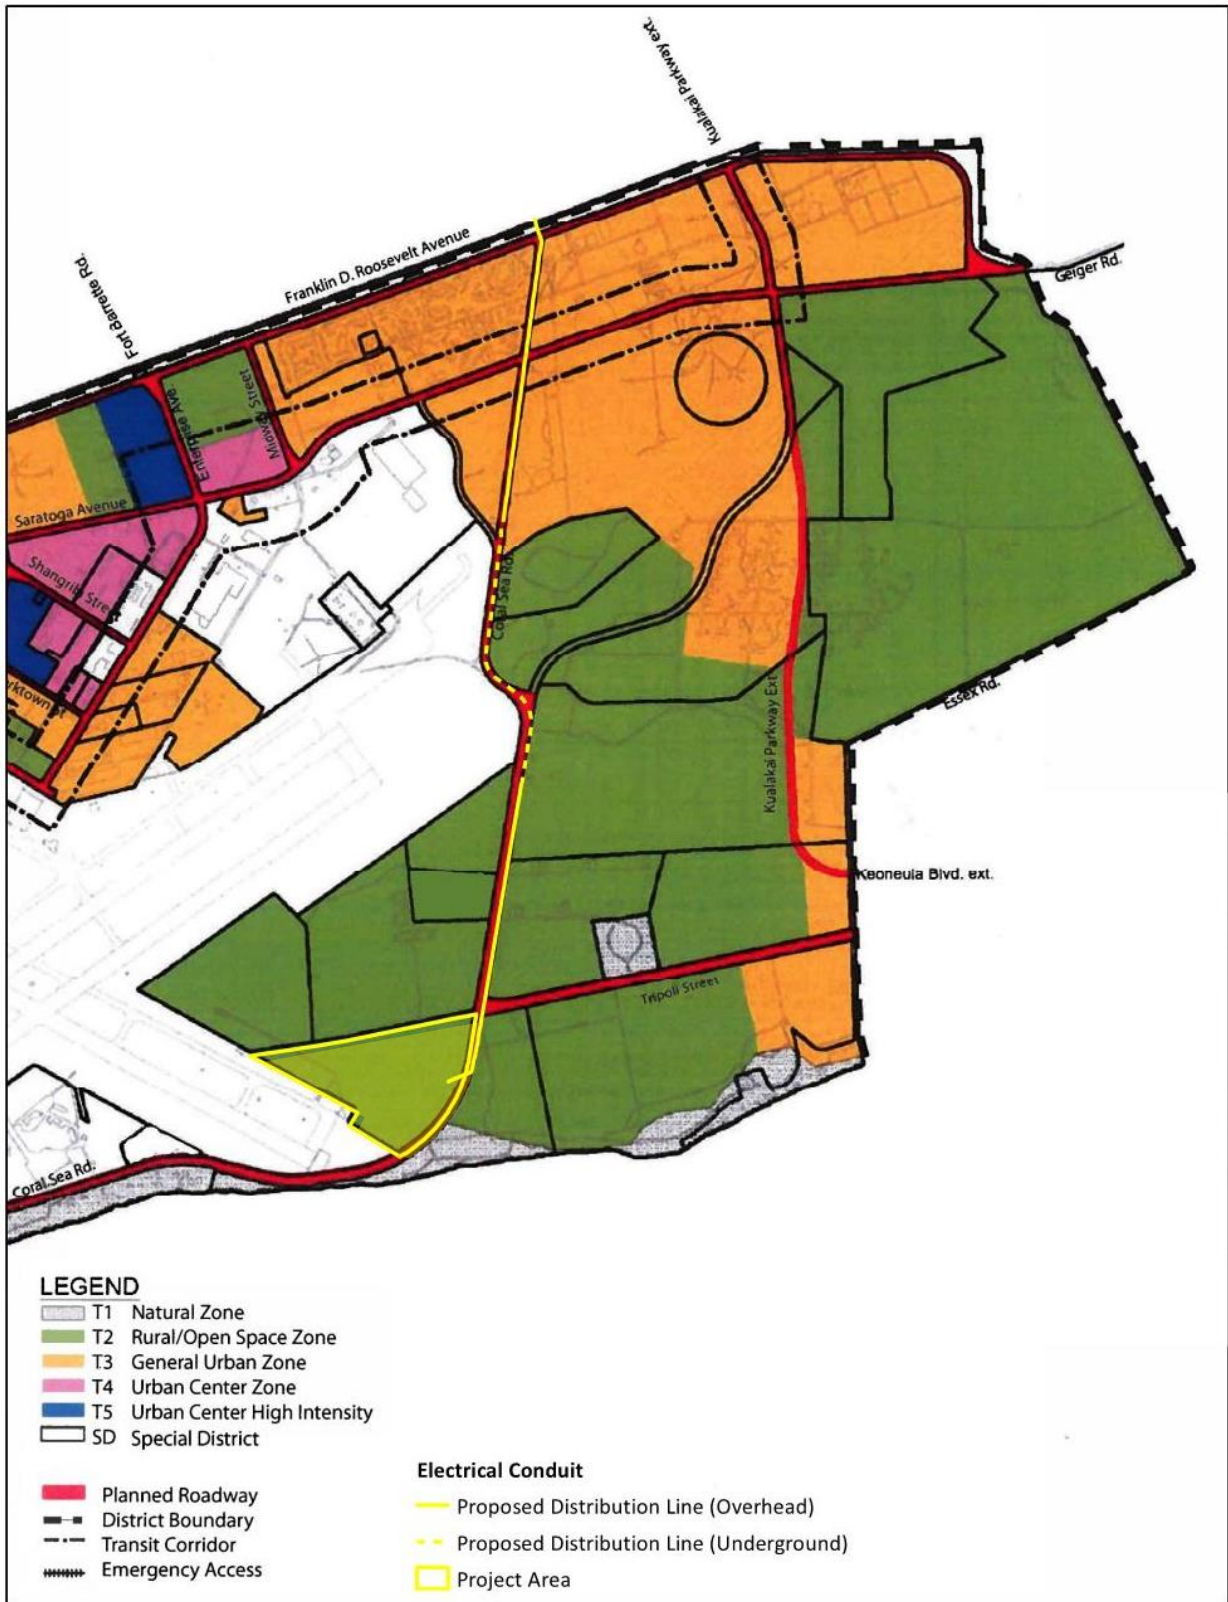 Kualakai Parkway ext.
Franklin D. Roosevelt Avenue
Geiger Rd.
Fort Barrette Rd.
Enterprise Ave.
Midway Street
Saratoga Avenue
Shangrila Street
Coral Sea Rd.
Essex Rd.
Kualakai Parkway Ext
Keoneula Blvd. ext.
Tripoli Street
Coral Sea Rd.
LEGEND
T1 Natural Zone
T2 Rural/Open Space Zone
T3 General Urban Zone
T4 Urban Center Zone
T5 Urban Center High Intensity
SD Special District
Planned Roadway
District Boundary
Transit Corridor
Emergency Access
Electrical Conduit
Proposed Distribution Line (Overhead)
Proposed Distribution Line (Underground)
Project Area